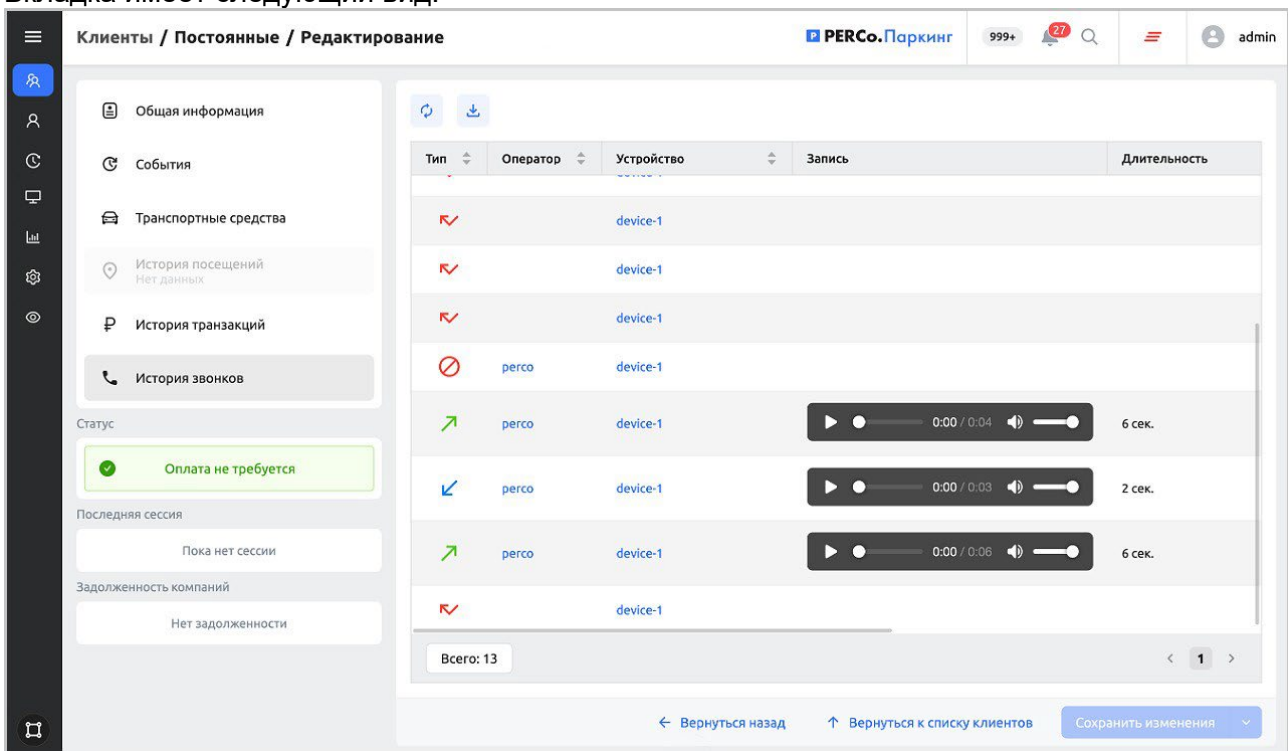 Вкладка имеет следующий вид:
Клиенты / Постоянные / Редактирование
PERCo.Паркинг
999+
27
admin
Общая информация
События
Транспортные средства
История посещений
Нет данных
История транзакций
История звонков
Статус
Оплата не требуется
Последняя сессия
Пока нет сессии
Задолженность компаний
Нет задолженности
Тип Оператор Устройство Запись Длительность
device-1
device-1
device-1
device-1
perco device-1
perco device-1 0:00 / 0:04 6 сек.
perco device-1 0:00 / 0:03 2 сек.
perco device-1 0:00 / 0:06 6 сек.
device-1
Всего: 13
1
Вернуться назад Вернуться к списку клиентов Сохранить изменения